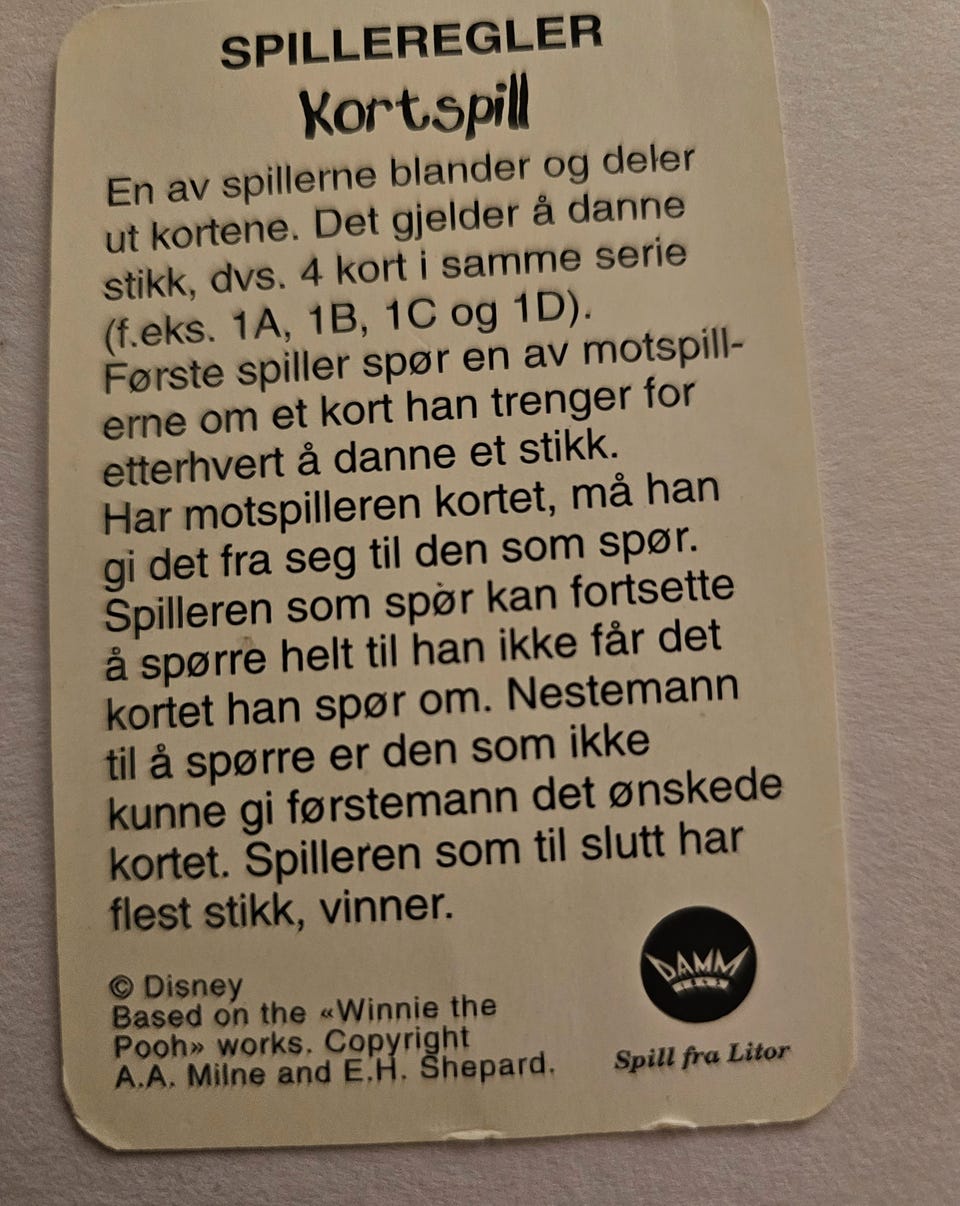 SPILLEREGLER
Kortspill
En av spillerne blander og deler
ut kortene. Det gjelder å danne
stikk, dvs. 4 kort i samme serie
(f.eks. 1A, 1B, 1C og 1D).
Første spiller spør en av motspill-
erne om et kort han trenger for
etterhvert å danne et stikk.
Har motspilleren kortet, må han
gi det fra seg til den som spør.
Spilleren som spør kan fortsette
å spørre helt til han ikke får det
kortet han spør om. Nestemann
til å spørre er den som ikke
kunne gi førstemann det ønskede
kortet. Spilleren som til slutt har
flest stikk, vinner.
© Disney
Based on the «Winnie the
Pooh» works. Copyright
A.A. Milne and E.H. Shepard.
DAMM
1843
Spill fra Litor